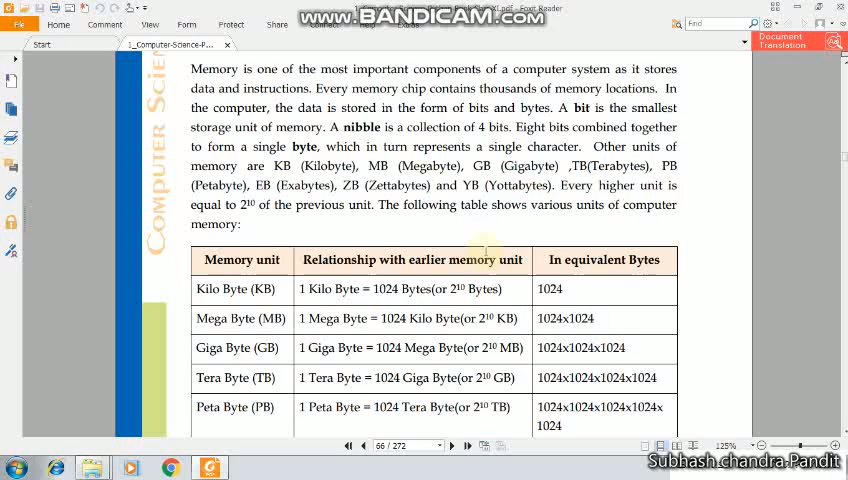 XI.pdf - Foxit Reader
www.BANDICAM.com
File
Home
Comment
View
Form
Protect
Share
Help
Find
Document
Translation
Start
1_Computer-Science-P...
COMPUTER SCIEN
Memory is one of the most important components of a computer system as it stores
data and instructions. Every memory chip contains thousands of memory locations. In
the computer, the data is stored in the form of bits and bytes. A bit is the smallest
storage unit of memory. A nibble is a collection of 4 bits. Eight bits combined together
to form a single byte, which in turn represents a single character. Other units of
memory are KB (Kilobyte), MB (Megabyte), GB (Gigabyte) ,TB(Terabytes), PB
(Petabyte), EB (Exabytes), ZB (Zettabytes) and YB (Yottabytes). Every higher unit is
equal to 2¹⁰ of the previous unit. The following table shows various units of computer
memory:
Memory unit Relationship with earlier memory unit In equivalent Bytes
Kilo Byte (KB) 1 Kilo Byte = 1024 Bytes(or 2¹⁰ Bytes) 1024
Mega Byte (MB) 1 Mega Byte = 1024 Kilo Byte(or 2¹⁰ KB) 1024x1024
Giga Byte (GB) 1 Giga Byte = 1024 Mega Byte(or 2¹⁰ MB) 1024x1024x1024
Tera Byte (TB) 1 Tera Byte = 1024 Giga Byte(or 2¹⁰ GB) 1024x1024x1024x1024
Peta Byte (PB) 1 Peta Byte = 1024 Tera Byte(or 2¹⁰ TB) 1024x1024x1024x1024x
1024
66 / 272
125%
Subhash chandra Pandit